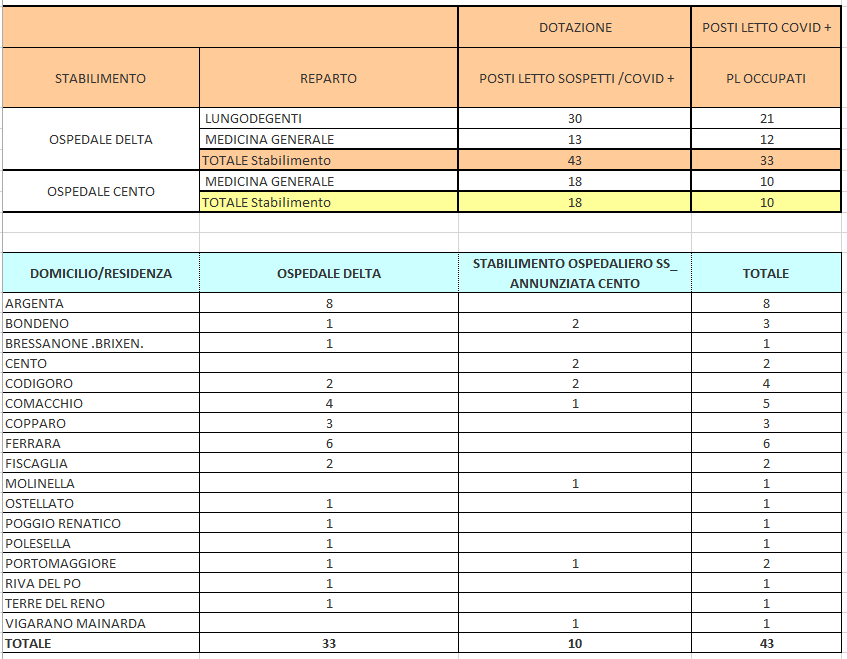 DOTAZIONE POSTI LETTO COVID +
STABILIMENTO REPARTO POSTI LETTO SOSPETTI /COVID + PL OCCUPATI
OSPEDALE DELTA LUNGODEGENTI 30 21
MEDICINA GENERALE 13 12
TOTALE Stabilimento 43 33
OSPEDALE CENTO MEDICINA GENERALE 18 10
TOTALE Stabilimento 18 10
DOMICILIO/RESIDENZA OSPEDALE DELTA STABILIMENTO OSPEDALIERO SS_
ANNUNZIATA CENTO TOTALE
ARGENTA 8 8
BONDENO 1 2 3
BRESSANONE .BRIXEN. 1 1
CENTO 2 2
CODIGORO 2 2 4
COMACCHIO 4 1 5
COPPARO 3 3
FERRARA 6 6
FISCAGLIA 2 2
MOLINELLA 1 1
OSTELLATO 1 1
POGGIO RENATICO 1 1
POLESELLA 1 1
PORTOMAGGIORE 1 1 2
RIVA DEL PO 1 1
TERRE DEL RENO 1 1
VIGARANO MAINARDA 1 1
TOTALE 33 10 43